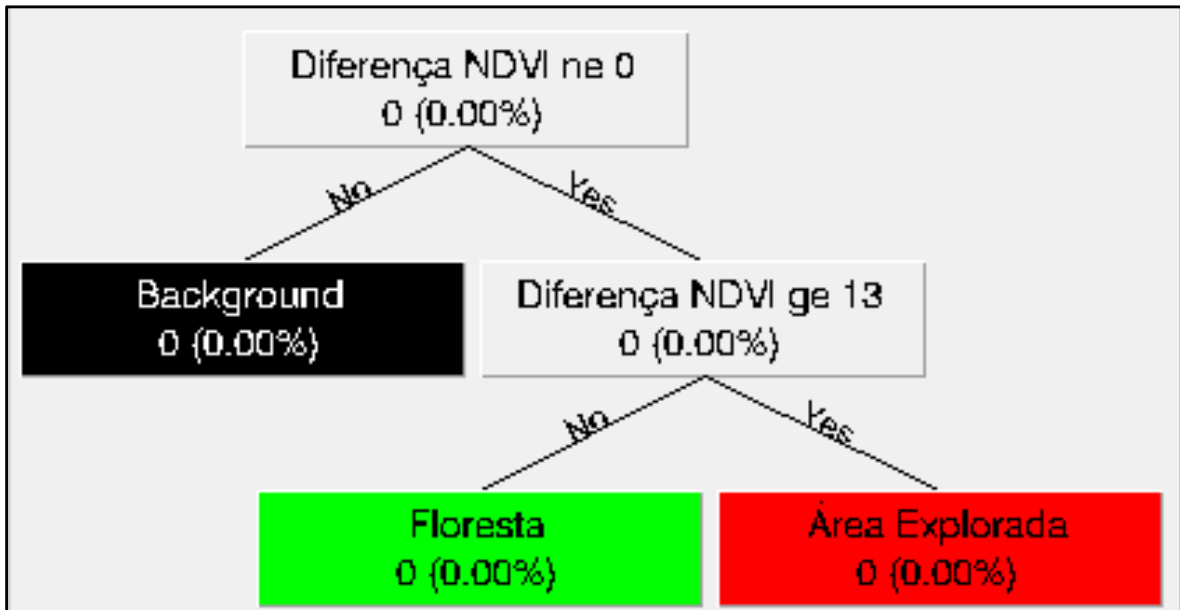 Diferença NDVI ne 0
0 (0.00%)
No
Yes
Background
0 (0.00%)
Diferença NDVI ge 13
0 (0.00%)
No
Yes
Floresta
0 (0.00%)
Área Explorada
0 (0.00%)